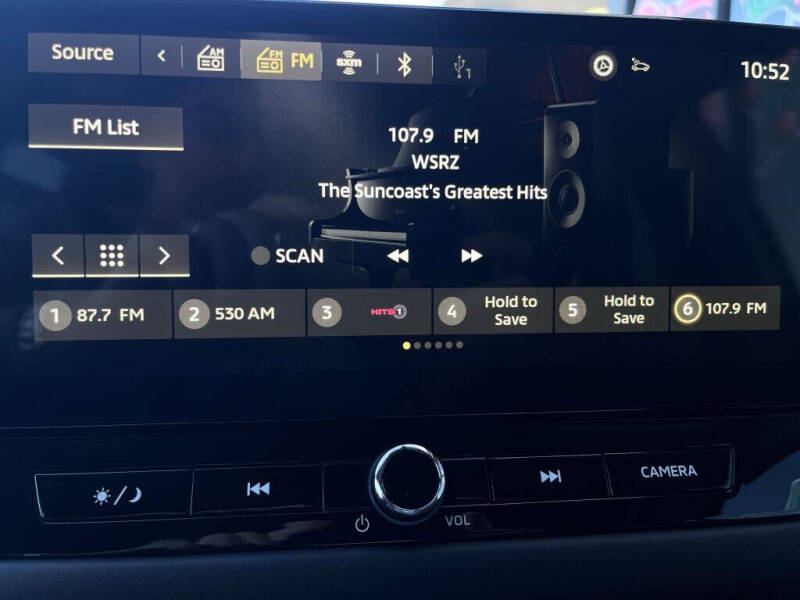 Source
AM
FM FM
sxm
1
10:52
FM List
107.9 FM
WSRZ
The Suncoast's Greatest Hits
SCAN
1 87.7 FM
2 530 AM
3 HITS 1
4 Hold to
Save
5 Hold to
Save
6 107.9 FM
CAMERA
VOL